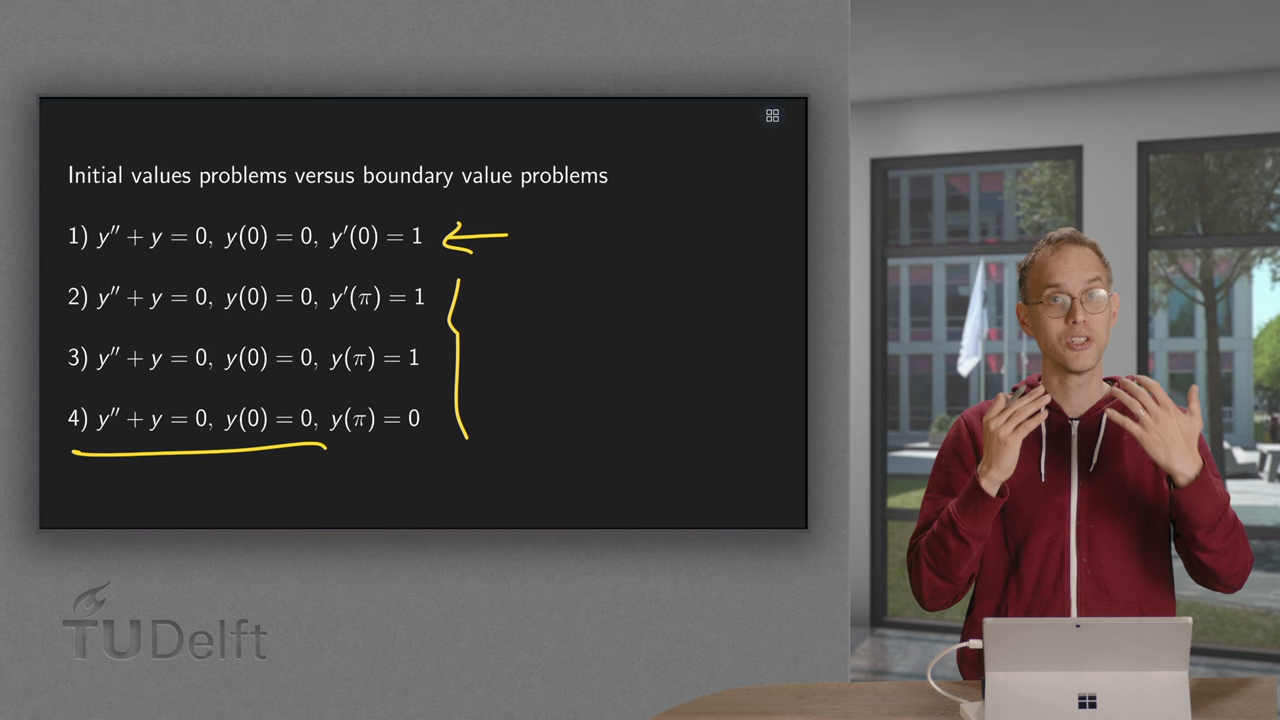 Initial values problems versus boundary value problems
1) y″ + y = 0, y(0) = 0, y′(0) = 1
2) y″ + y = 0, y(0) = 0, y′(π) = 1
3) y″ + y = 0, y(0) = 0, y(π) = 1
4) y″ + y = 0, y(0) = 0, y(π) = 0
TUDelft